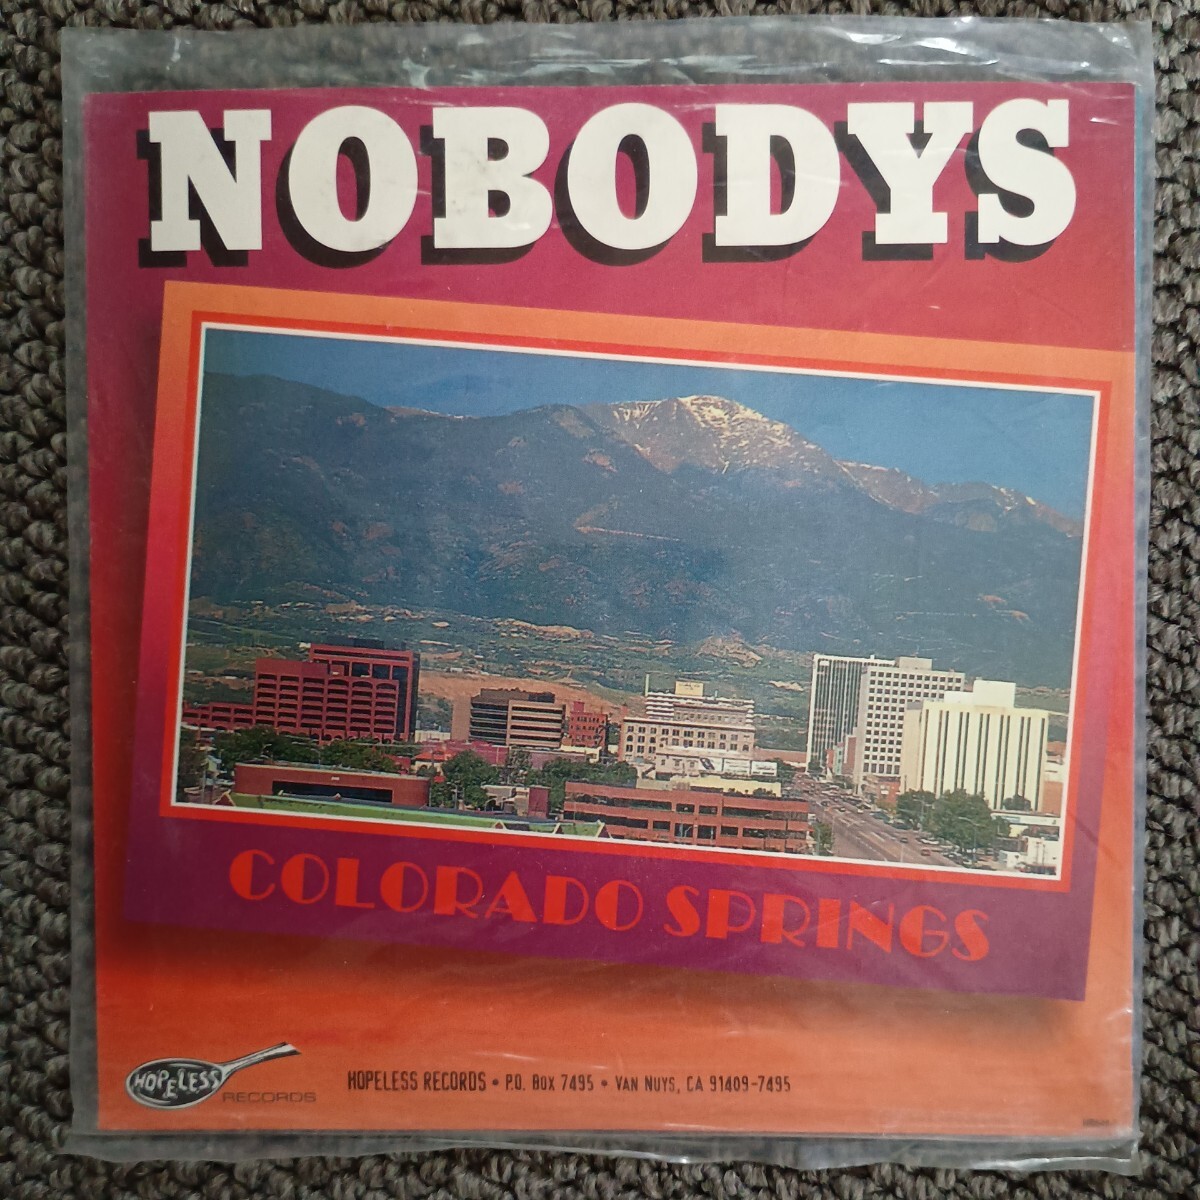 NOBODYS
COLORADO SPRINGS
HOPELESS
RECORDS
HOPELESS RECORDS • P.O. BOX 7495 • VAN NUYS, CA 91409-7495